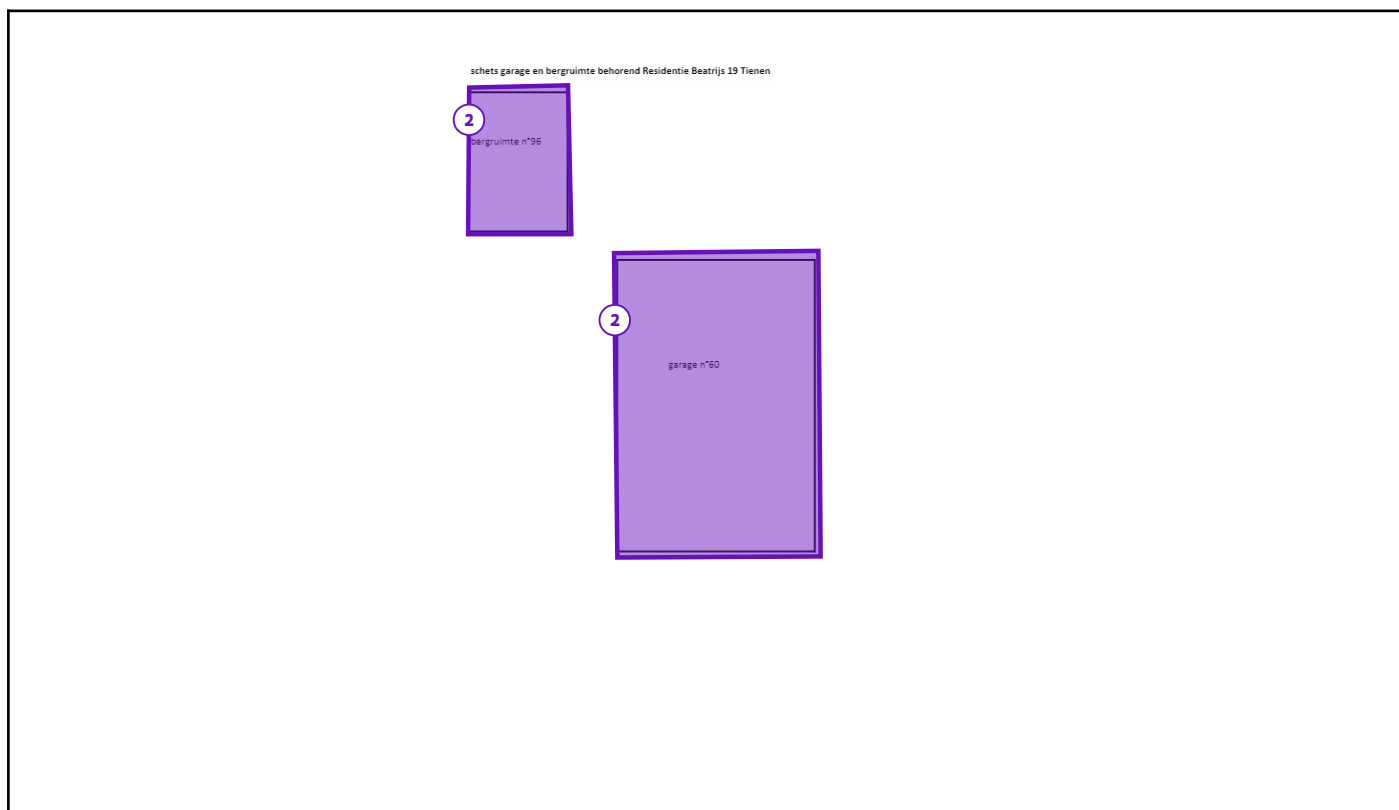 schets garage en bergruimte behorend Residentie Beatrijs 19 Tienen
2
bergruimte n°96
2
garage n°60